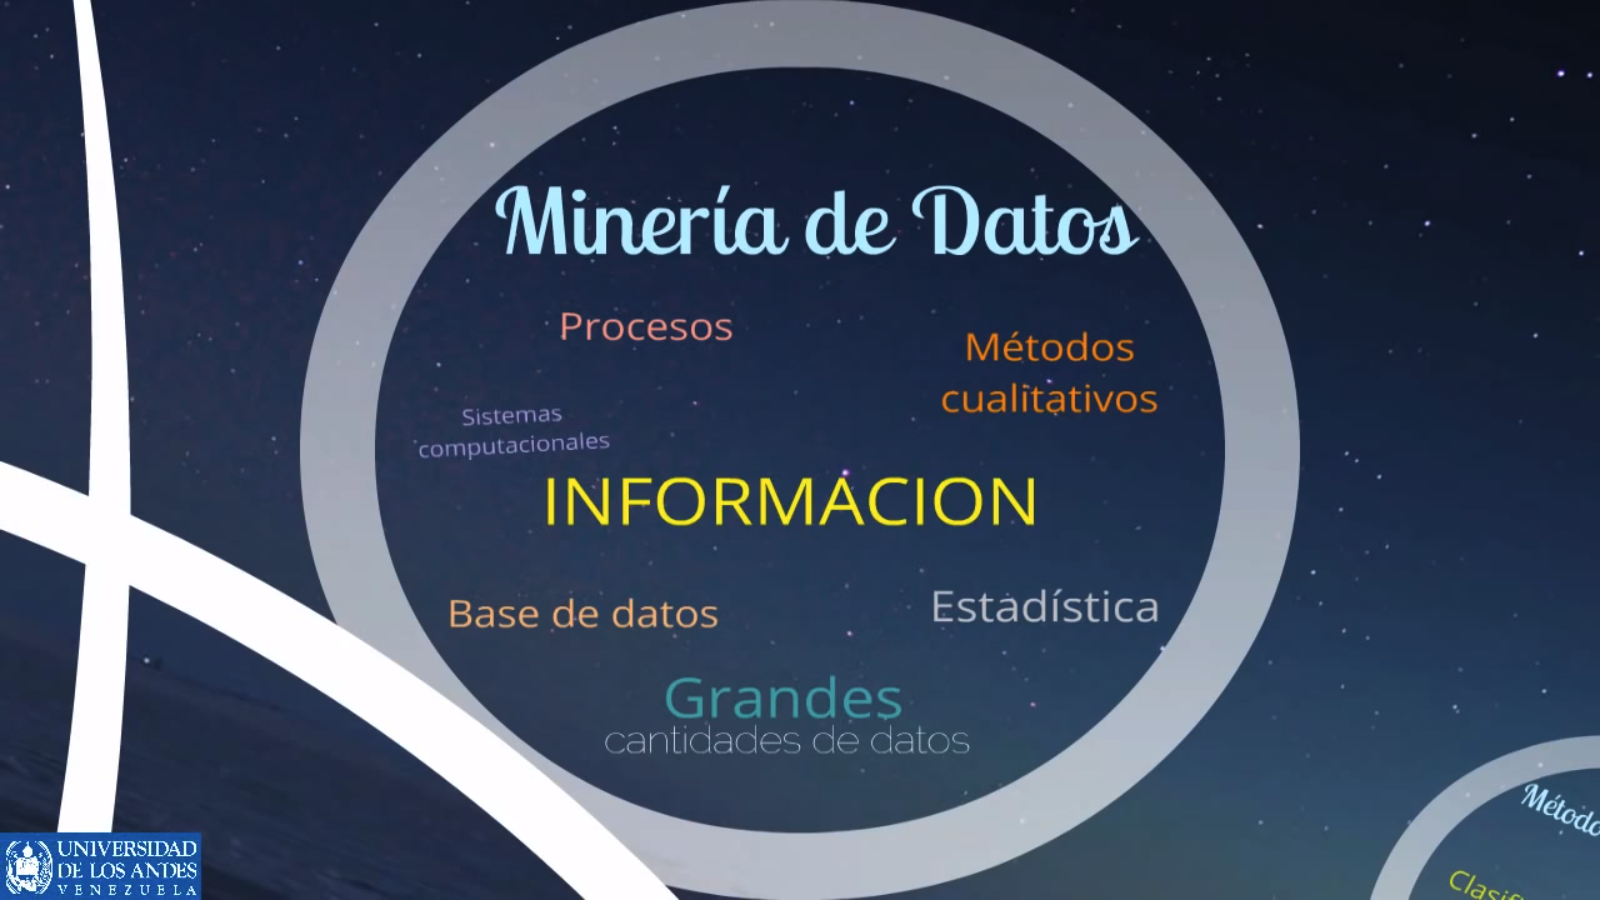 Minería de Datos
Procesos
Métodos
cualitativos
Sistemas
computacionales
INFORMACION
Base de datos
Estadística
Grandes
cantidades de datos
UNIVERSIDAD
DE LOS ANDES
VENEZUELA